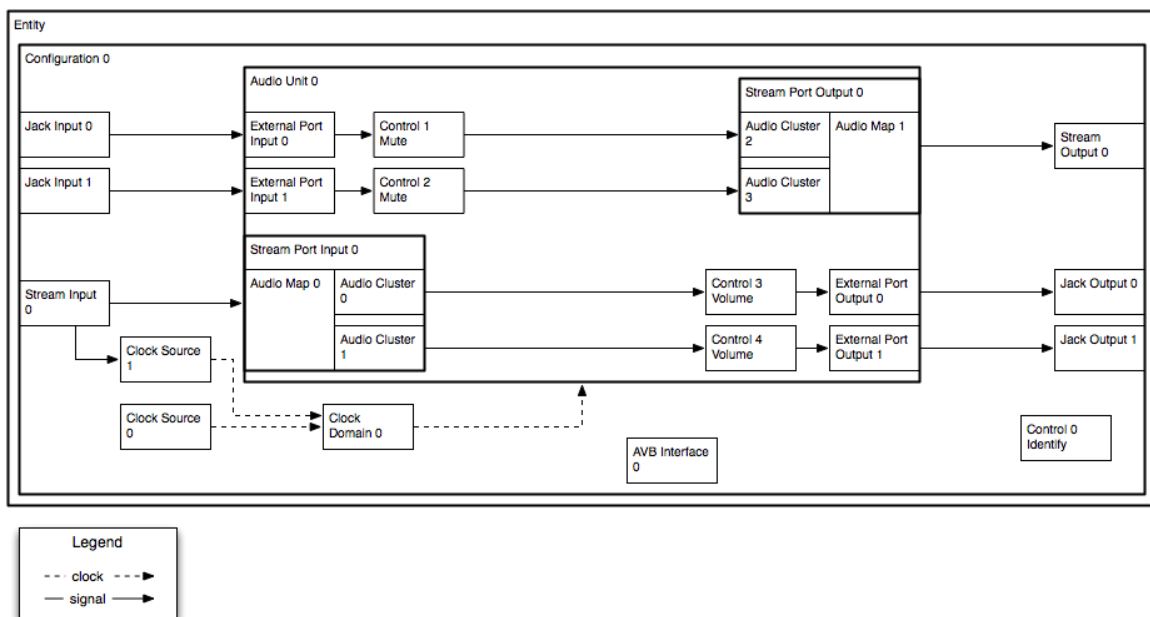 Entity
Configuration 0
Audio Unit 0
Stream Port Output 0
Jack Input 0
External Port
Input 0
Control 1
Mute
Audio Cluster
2
Audio Map 1
Stream
Output 0
Jack Input 1
External Port
Input 1
Control 2
Mute
Audio Cluster
3
Stream Port Input 0
Stream Input
0
Audio Map 0
Audio Cluster
0
Control 3
Volume
External Port
Output 0
Jack Output 0
Audio Cluster
1
Control 4
Volume
External Port
Output 1
Jack Output 1
Clock Source
1
Clock Source
0
Clock
Domain 0
AVB Interface
0
Control 0
Identify
Legend
clock
signal